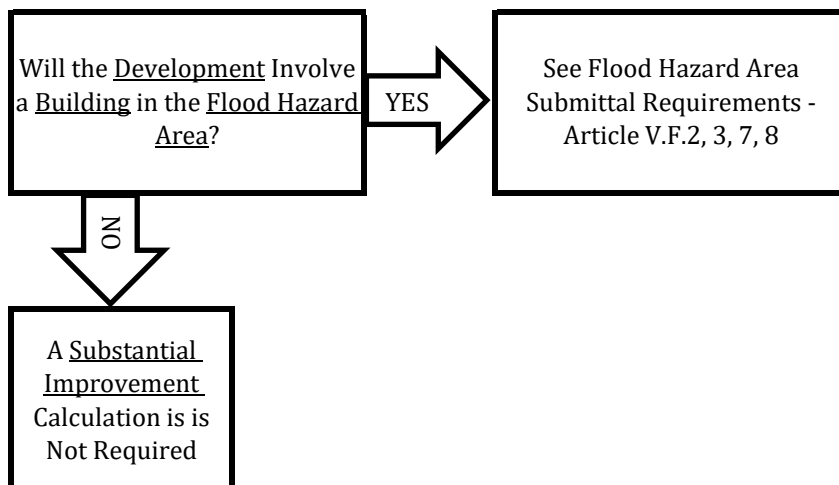 Will the Development Involve
a Building in the Flood Hazard
Area?
YES
See Flood Hazard Area
Submittal Requirements -
Article V.F.2, 3, 7, 8
NO
A Substantial
Improvement
Calculation is is
Not Required